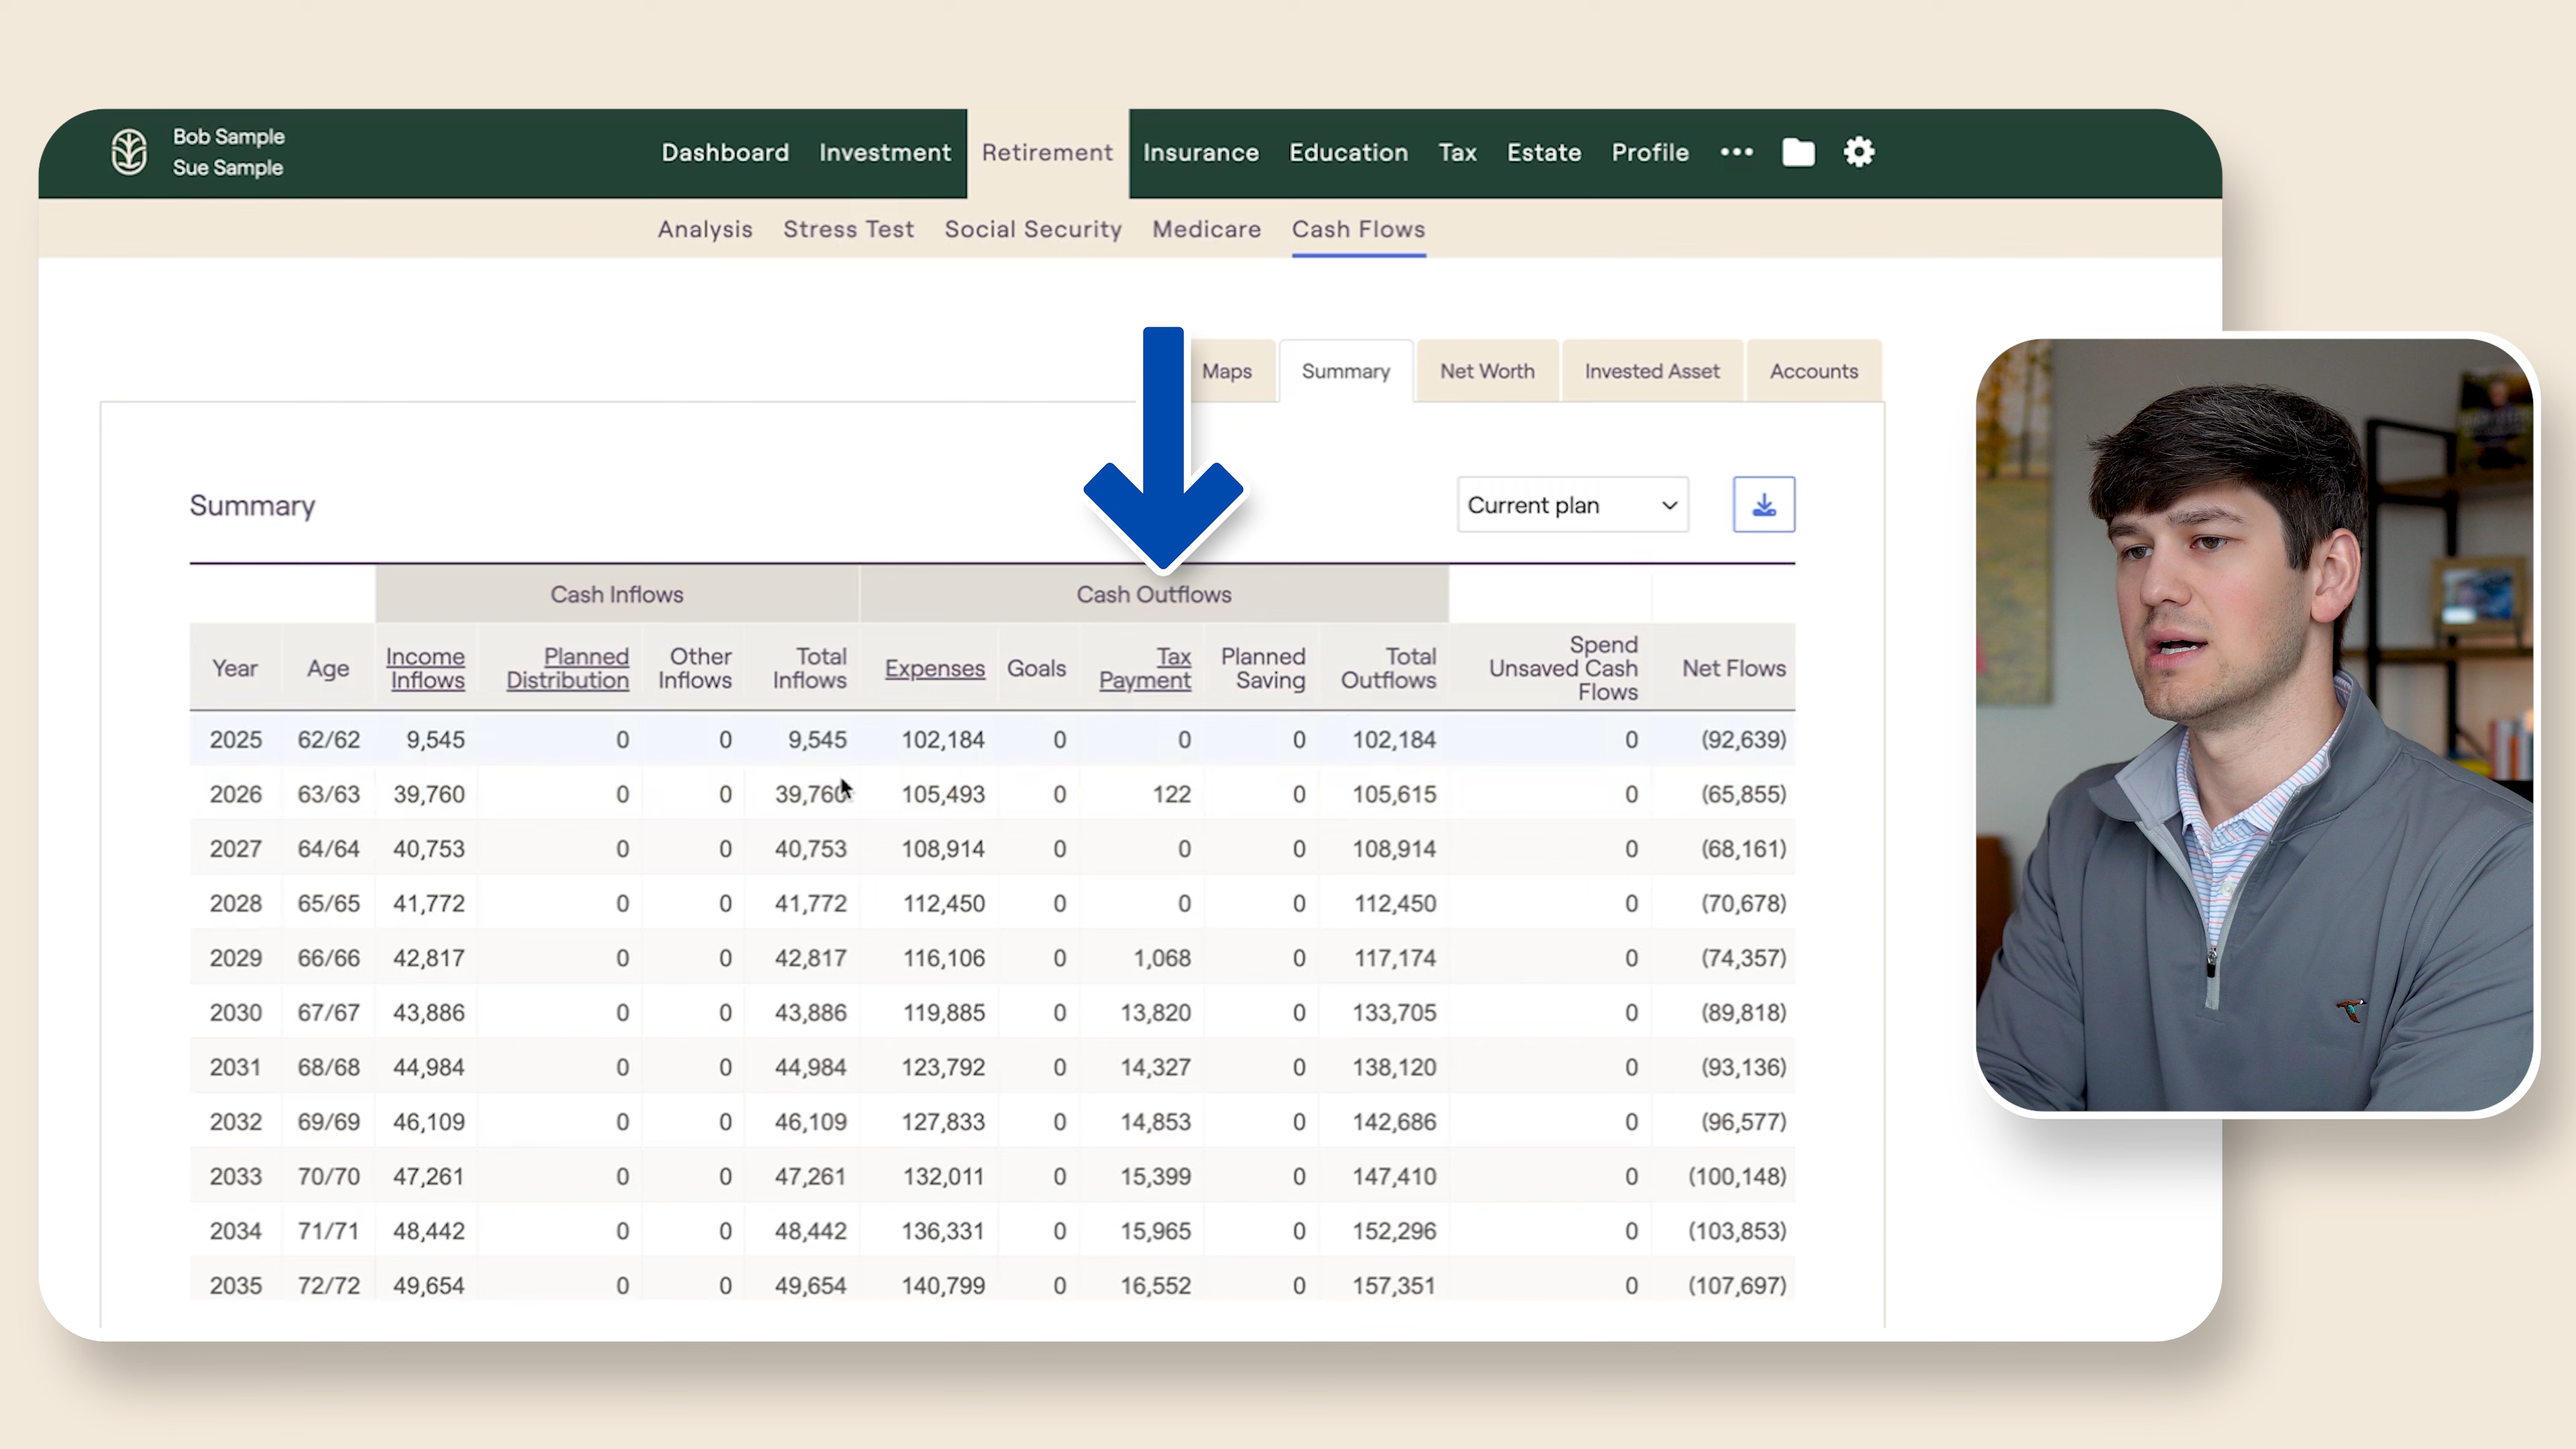 Bob Sample
Sue Sample
Dashboard Investment Retirement Insurance Education Tax Estate Profile
Analysis Stress Test Social Security Medicare Cash Flows
Maps Summary Net Worth Invested Asset Accounts
Summary Current plan
Cash Inflows Cash Outflows
Year Age Income Inflows Planned Distribution Other Inflows Total Inflows Expenses Goals Tax Payment Planned Saving Total Outflows Spend Unsaved Cash Flows Net Flows
2025 62/62 9,545 0 0 9,545 102,184 0 0 0 102,184 0 (92,639)
2026 63/63 39,760 0 0 39,760 105,493 0 122 0 105,615 0 (65,855)
2027 64/64 40,753 0 0 40,753 108,914 0 0 0 108,914 0 (68,161)
2028 65/65 41,772 0 0 41,772 112,450 0 0 0 112,450 0 (70,678)
2029 66/66 42,817 0 0 42,817 116,106 0 1,068 0 117,174 0 (74,357)
2030 67/67 43,886 0 0 43,886 119,885 0 13,820 0 133,705 0 (89,818)
2031 68/68 44,984 0 0 44,984 123,792 0 14,327 0 138,120 0 (93,136)
2032 69/69 46,109 0 0 46,109 127,833 0 14,853 0 142,686 0 (96,577)
2033 70/70 47,261 0 0 47,261 132,011 0 15,399 0 147,410 0 (100,148)
2034 71/71 48,442 0 0 48,442 136,331 0 15,965 0 152,296 0 (103,853)
2035 72/72 49,654 0 0 49,654 140,799 0 16,552 0 157,351 0 (107,697)